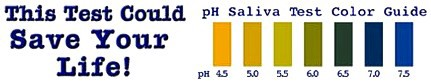 This Test Could
Save Your
Life!
pH Saliva Test Color Guide
pH 4.5 5.0 5.5 6.0 6.5 7.0 7.5